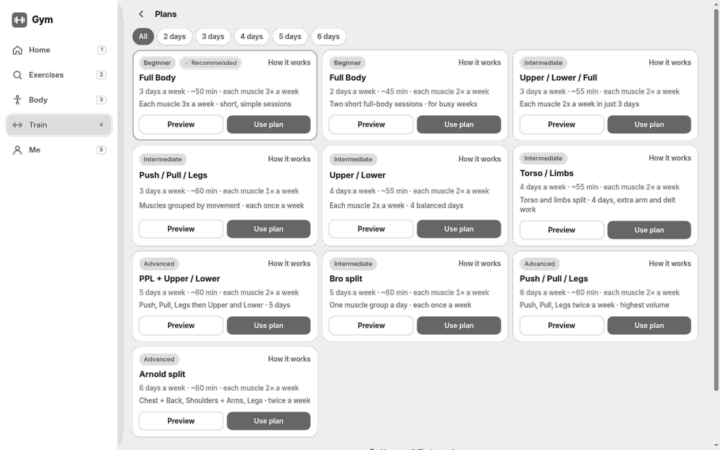 Gym
Home 1
Exercises 2
Body 3
Train 4
Me 5
Plans
All 2 days 3 days 4 days 5 days 6 days
Beginner ✓ Recommended How it works
Full Body
3 days a week · ~50 min · each muscle 3× a week
Each muscle 3x a week · short, simple sessions
Preview Use plan
Beginner How it works
Full Body
2 days a week · ~45 min · each muscle 2× a week
Two short full-body sessions · for busy weeks
Preview Use plan
Intermediate How it works
Upper / Lower / Full
3 days a week · ~55 min · each muscle 2× a week
Each muscle 2x a week in just 3 days
Preview Use plan
Intermediate How it works
Push / Pull / Legs
3 days a week · ~60 min · each muscle 1× a week
Muscles grouped by movement · each once a week
Preview Use plan
Intermediate How it works
Upper / Lower
4 days a week · ~55 min · each muscle 2× a week
Each muscle 2x a week · 4 balanced days
Preview Use plan
Intermediate How it works
Torso / Limbs
4 days a week · ~55 min · each muscle 2× a week
Torso and limbs split · 4 days, extra arm and delt
work
Preview Use plan
Advanced How it works
PPL + Upper / Lower
5 days a week · ~60 min · each muscle 2× a week
Push, Pull, Legs then Upper and Lower · 5 days
Preview Use plan
Intermediate How it works
Bro split
5 days a week · ~60 min · each muscle 1× a week
One muscle group a day · each once a week
Preview Use plan
Advanced How it works
Push / Pull / Legs
6 days a week · ~60 min · each muscle 2× a week
Push, Pull, Legs twice a week · highest volume
Preview Use plan
Advanced How it works
Arnold split
6 days a week · ~60 min · each muscle 2× a week
Chest + Back, Shoulders + Arms, Legs · twice a week
Preview Use plan